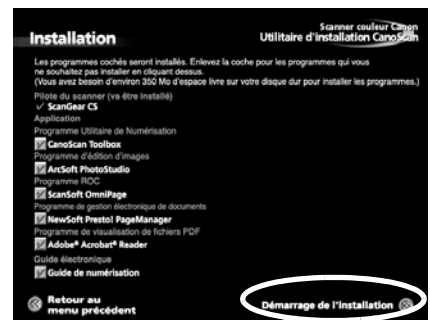 Scanner couleur Canon
Installation
Utilitaire d'installation CanoScan
Les programmes cochés seront installés. Enlevez la coche pour les programmes qui vous
ne souhaitez pas installer en cliquant dessus.
(Vous avez besoin d'environ 350 Mo d'espace livre sur votre disque dur pour installer les programmes.)
Pilote du scanner (va être Installé)
ScanGear CS
Application
Programme Utilitaire de Numérisation
CanoScan Toolbox
Programme d'édition d'images
ArcSoft PhotoStudio
Programme ROC
ScanSoft OmniPage
Programme de gestion électronique de documents
NewSoft Presto! PageManager
Programme de visualisation de fichiers PDF
Adobe® Acrobat® Reader
Guide électronique
Guide de numérisation
Retour au
menu précédent
Démarrage de l'installation